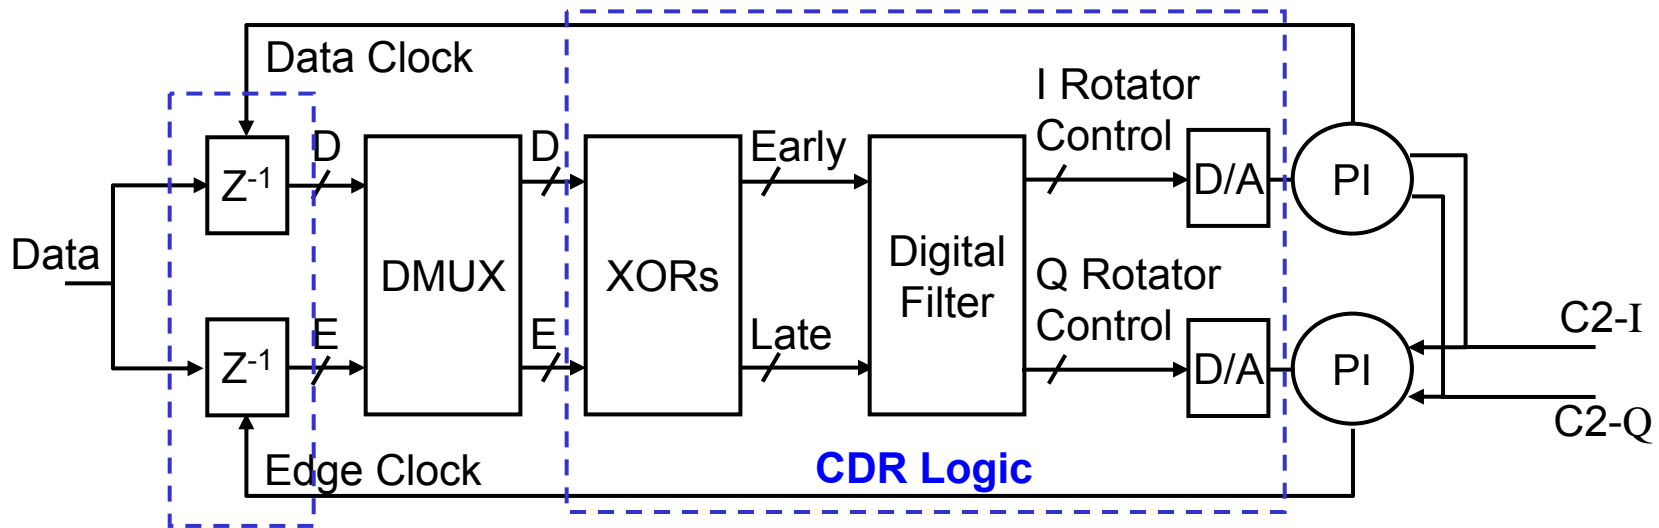 Data Clock
I Rotator
Control
D
D
Early
Z-1
D/A
PI
Data
DMUX
XORs
Digital
Filter
Q Rotator
Control
E
E
Late
Z-1
D/A
PI
C2-I
C2-Q
Edge Clock
CDR Logic